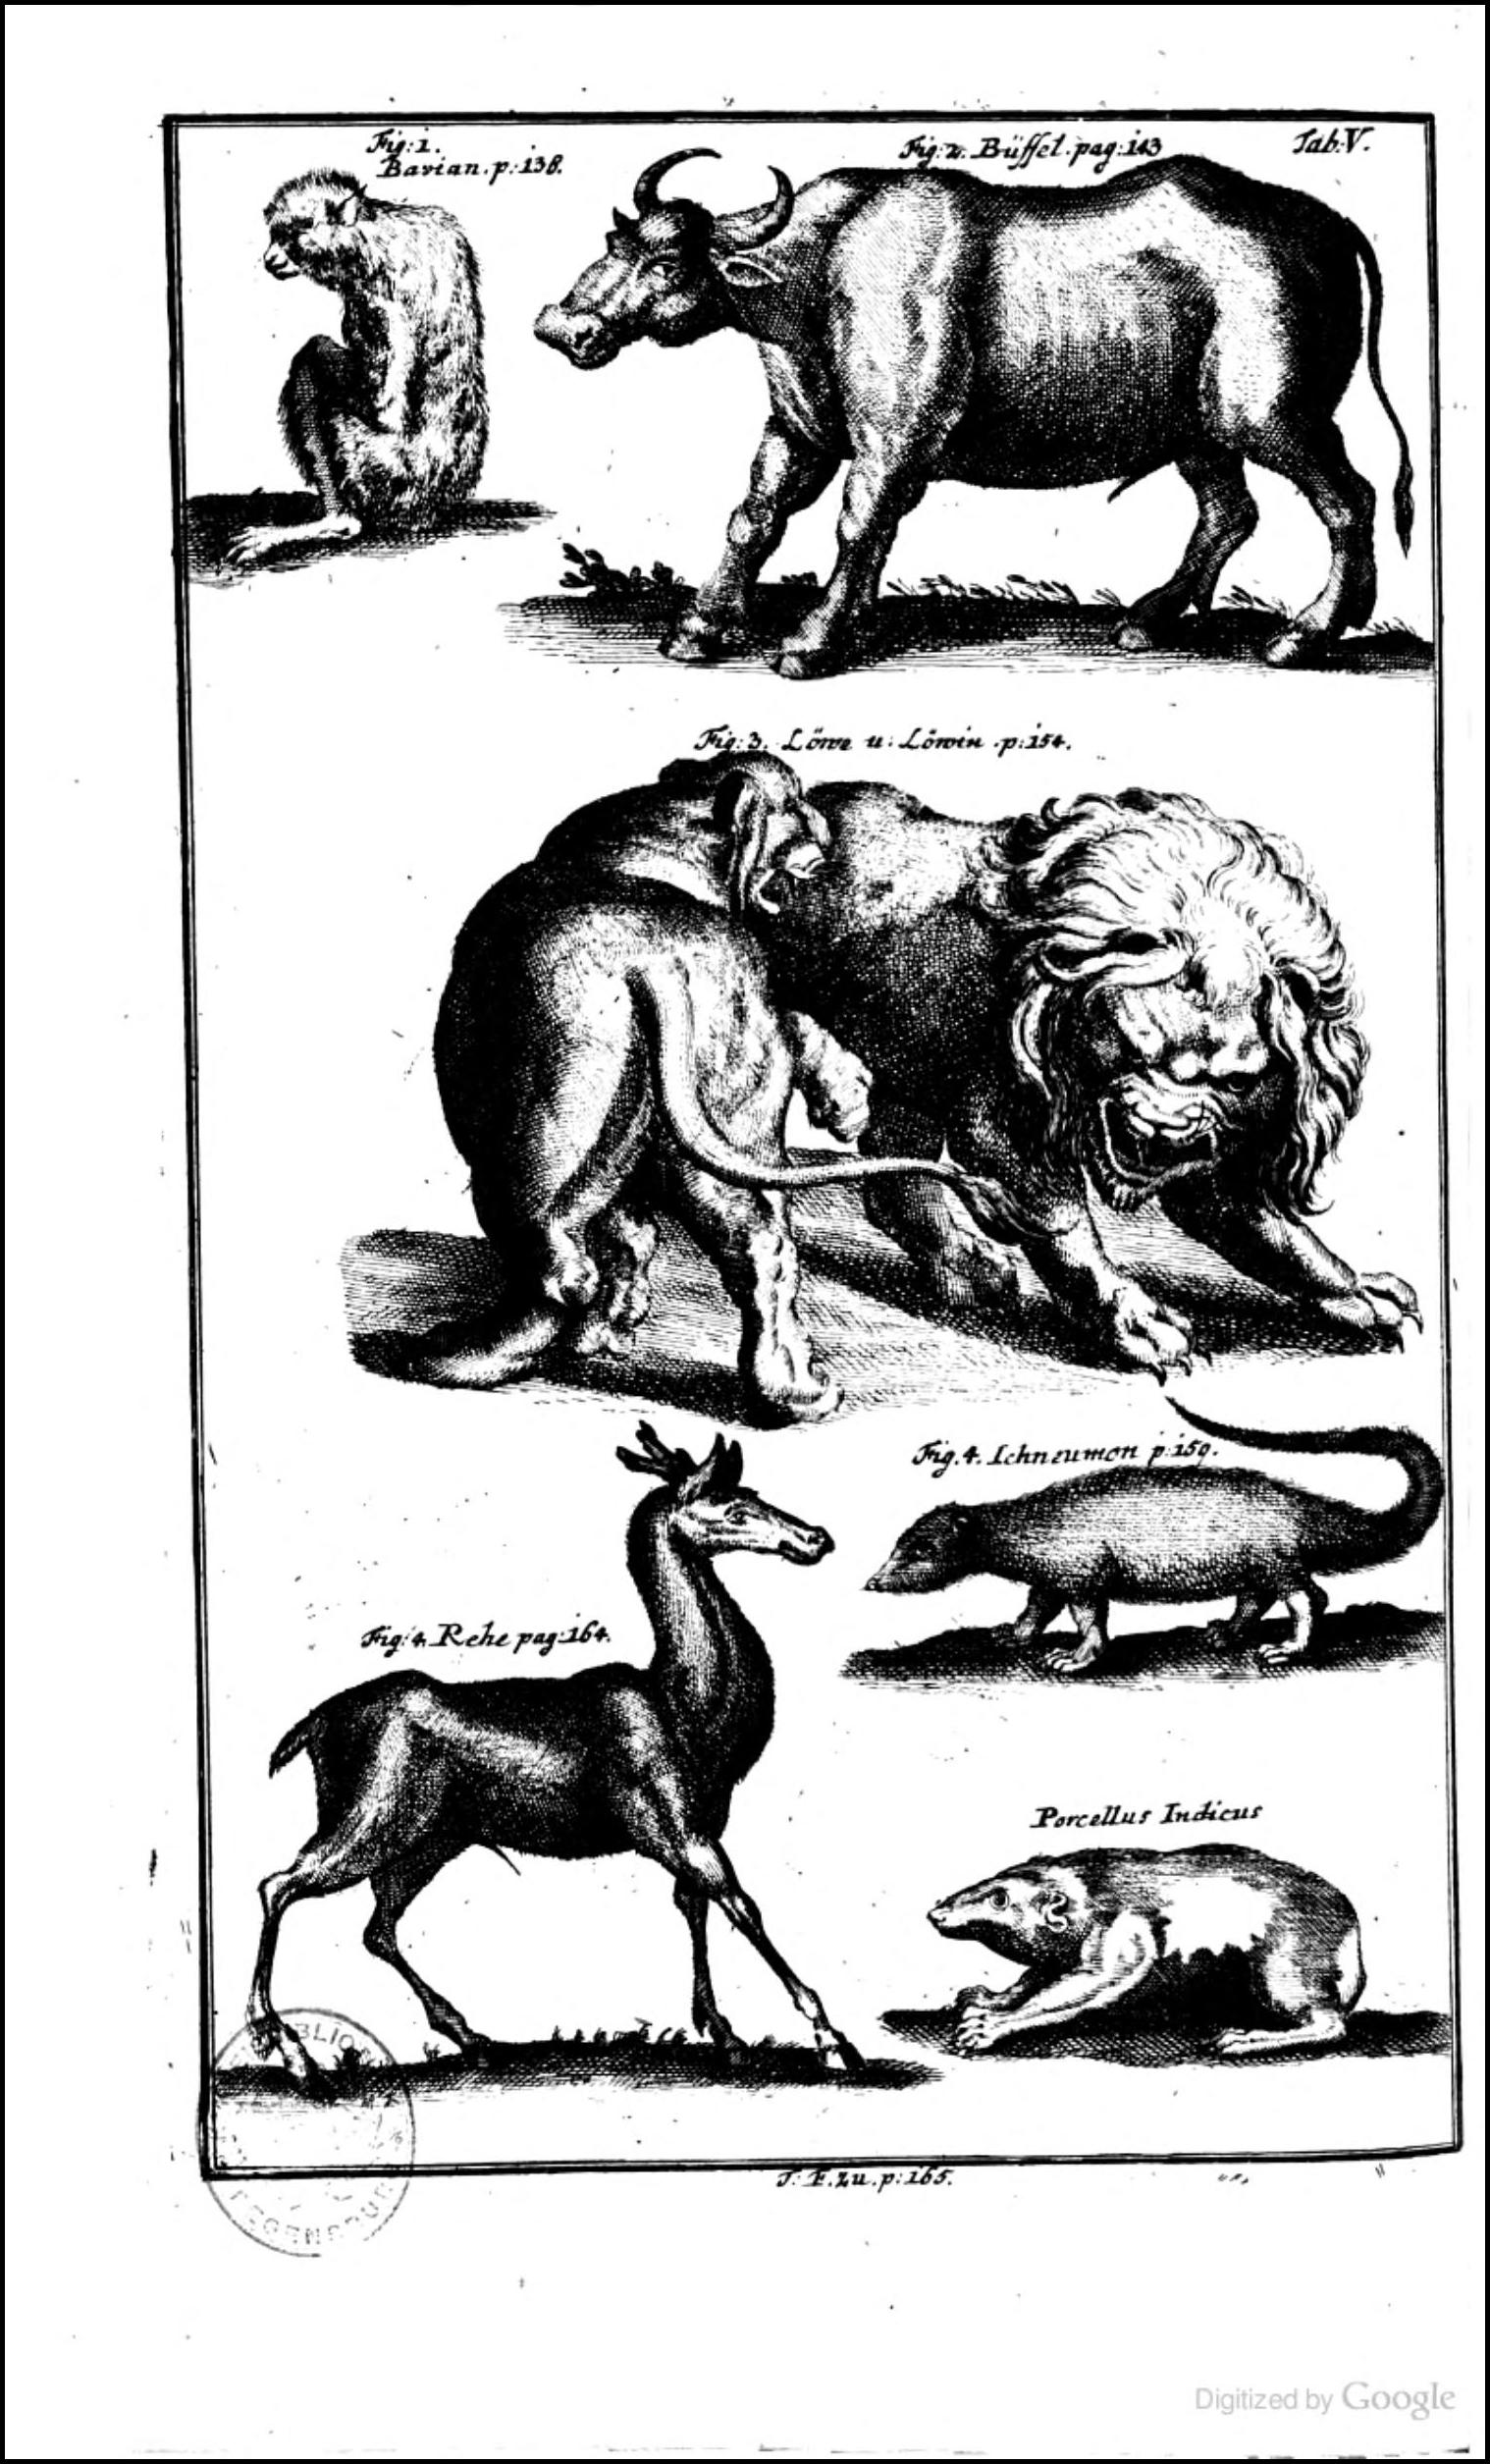 Fig: 1.
Bavian. p: 138.
Fig: 2. Büffel. pag: 143
Tab: V.
Fig: 3. Löwe u: Löwin. p: 154.
Fig. 4. Ichneumon p: 159.
Fig: 4. Rehe pag: 164.
Porcellus Indicus
T: F. zu. p: 165.
Digitized by Google